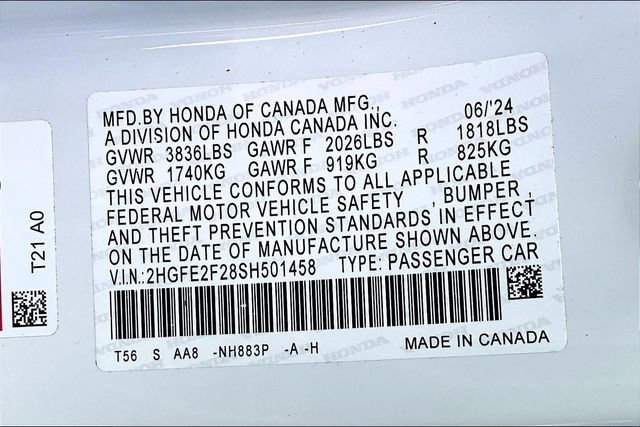 MFD.BY HONDA OF CANADA MFG., 06/'24
A DIVISION OF HONDA CANADA INC.
GVWR 3836LBS GAWR F 2026LBS R 1818LBS
GVWR 1740KG GAWR F 919KG R 825KG
THIS VEHICLE CONFORMS TO ALL APPLICABLE
FEDERAL MOTOR VEHICLE SAFETY , BUMPER ,
AND THEFT PREVENTION STANDARDS IN EFFECT
ON THE DATE OF MANUFACTURE SHOWN ABOVE.
V.I.N.:2HGFE2F28SH501458 TYPE: PASSENGER CAR
T56 S AA8 -NH883P -A -H MADE IN CANADA
T21 A0